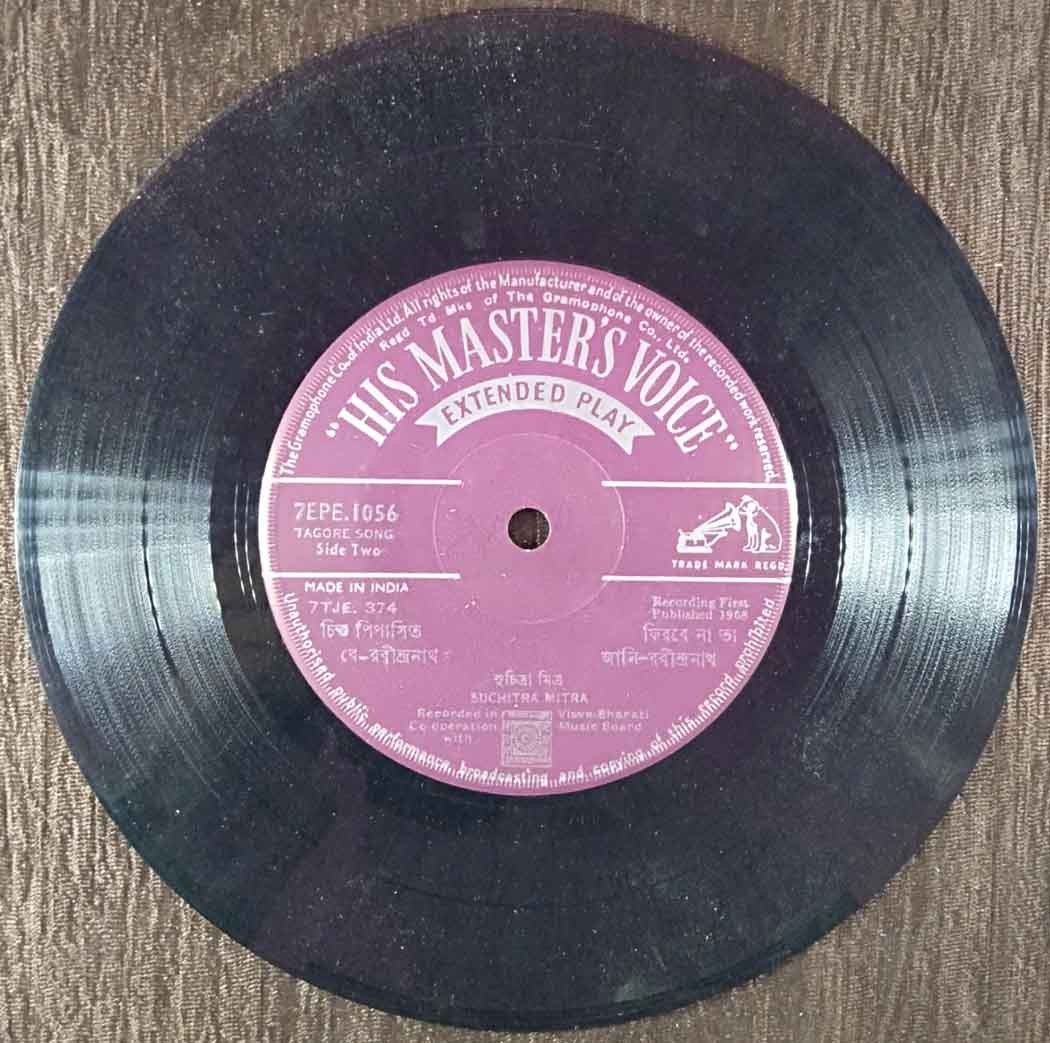 The Gramophone Co. of India Ltd. All rights of the Manufacturer and of the owner of the recorded work reserved
Regd Td Mks of The Gramophone Co., Ltd.
"HIS MASTER'S VOICE"
EXTENDED PLAY
7EPE.1056
TAGORE SONG
Side Two
TRADE MARK REGD
MADE IN INDIA
7TJE. 374
Recording First
Published 1968
চিত্ত পিপাসিত
রে-রবীন্দ্রনাথ
ফিরবে না তা
জানি-রবীন্দ্রনাথ
সুচিত্রা মিত্র
SUCHITRA MITRA
Recorded in
Co-operation
with
Viswa-Bharati
Music Board
Unauthorised, public performance, broadcasting and copying of this record prohibited